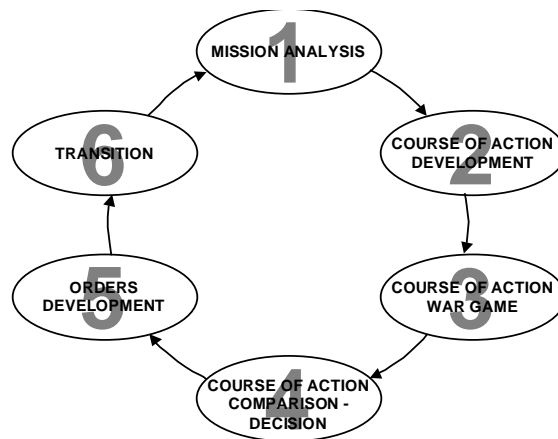 1
MISSION ANALYSIS
2
COURSE OF ACTION
DEVELOPMENT
3
COURSE OF ACTION
WAR GAME
4
COURSE OF ACTION
COMPARISON -
DECISION
5
ORDERS
DEVELOPMENT
6
TRANSITION